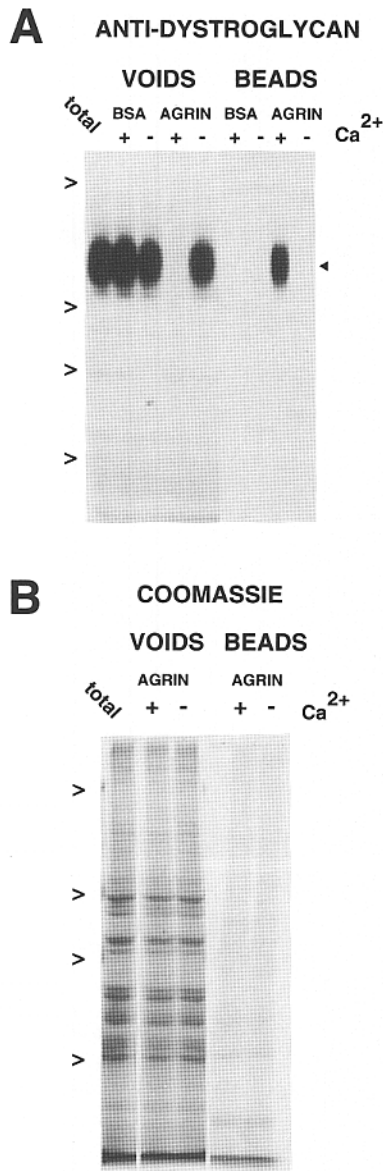 A ANTI-DYSTROGLYCAN
VOIDS BEADS
total BSA AGRIN BSA AGRIN
+ - + - + - + - Ca2+
>
>
>
>
B COOMASSIE
VOIDS BEADS
total AGRIN AGRIN
+ - + - Ca2+
>
>
>
>